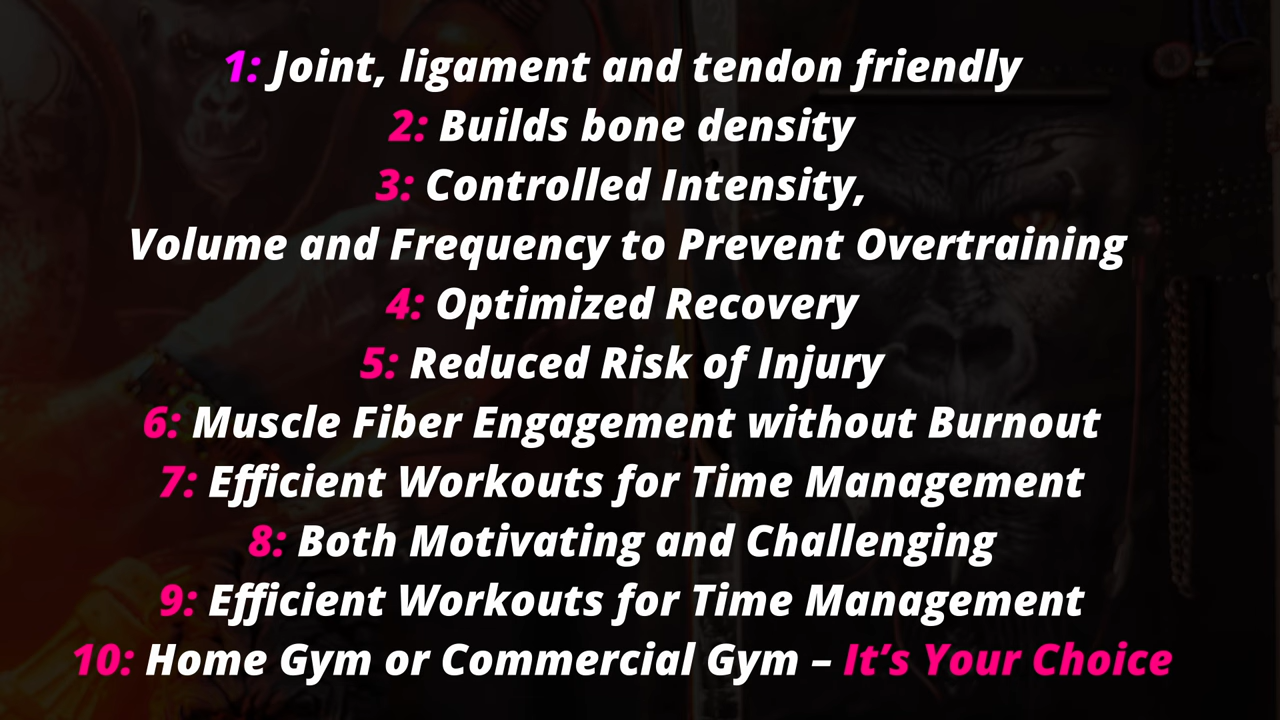 1: Joint, ligament and tendon friendly
2: Builds bone density
3: Controlled Intensity,
Volume and Frequency to Prevent Overtraining
4: Optimized Recovery
5: Reduced Risk of Injury
6: Muscle Fiber Engagement without Burnout
7: Efficient Workouts for Time Management
8: Both Motivating and Challenging
9: Efficient Workouts for Time Management
10: Home Gym or Commercial Gym – It’s Your Choice